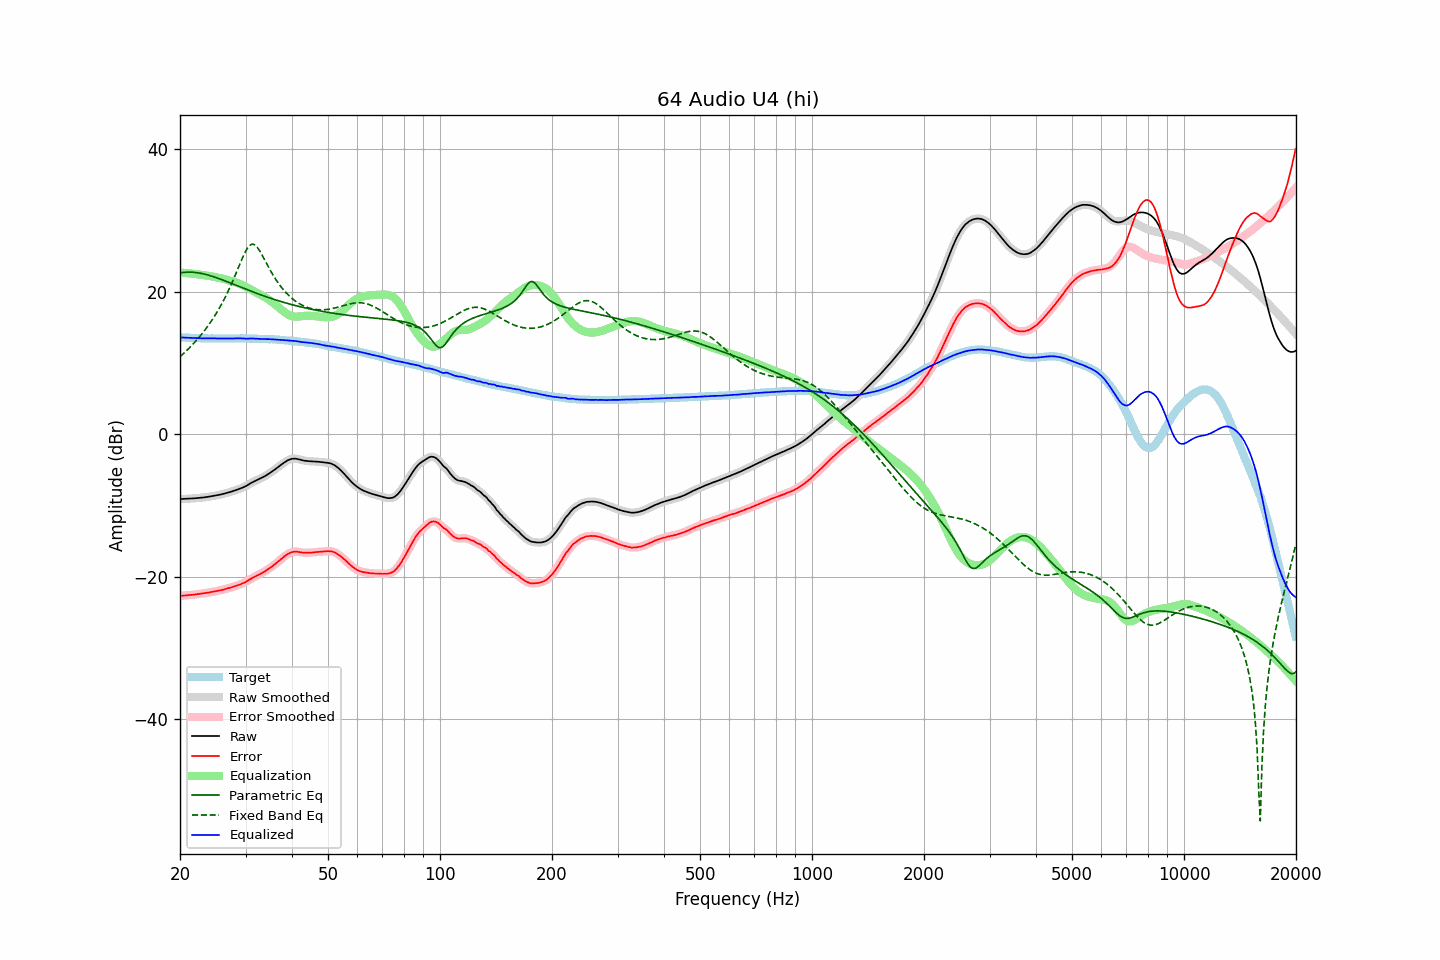 64 Audio U4 (hi)
Amplitude (dBr)
40
20
0
−20
−40
Target
Raw Smoothed
Error Smoothed
Raw
Error
Equalization
Parametric Eq
Fixed Band Eq
Equalized
20 50 100 200 500 1000 2000 5000 10000 20000
Frequency (Hz)